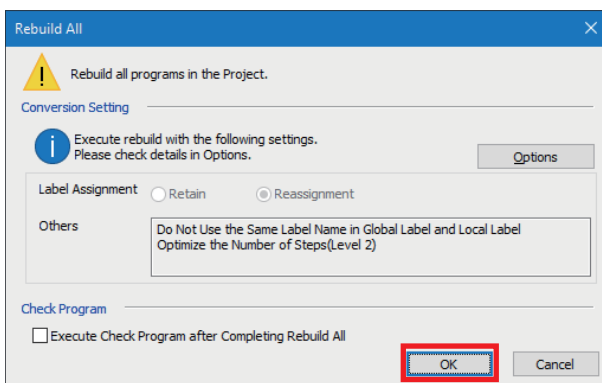 Rebuild All
Rebuild all programs in the Project.
Conversion Setting
Execute rebuild with the following settings.
Please check details in Options.
Options
Label Assignment Retain Reassignment
Others
Do Not Use the Same Label Name in Global Label and Local Label
Optimize the Number of Steps(Level 2)
Check Program
Execute Check Program after Completing Rebuild All
OK Cancel